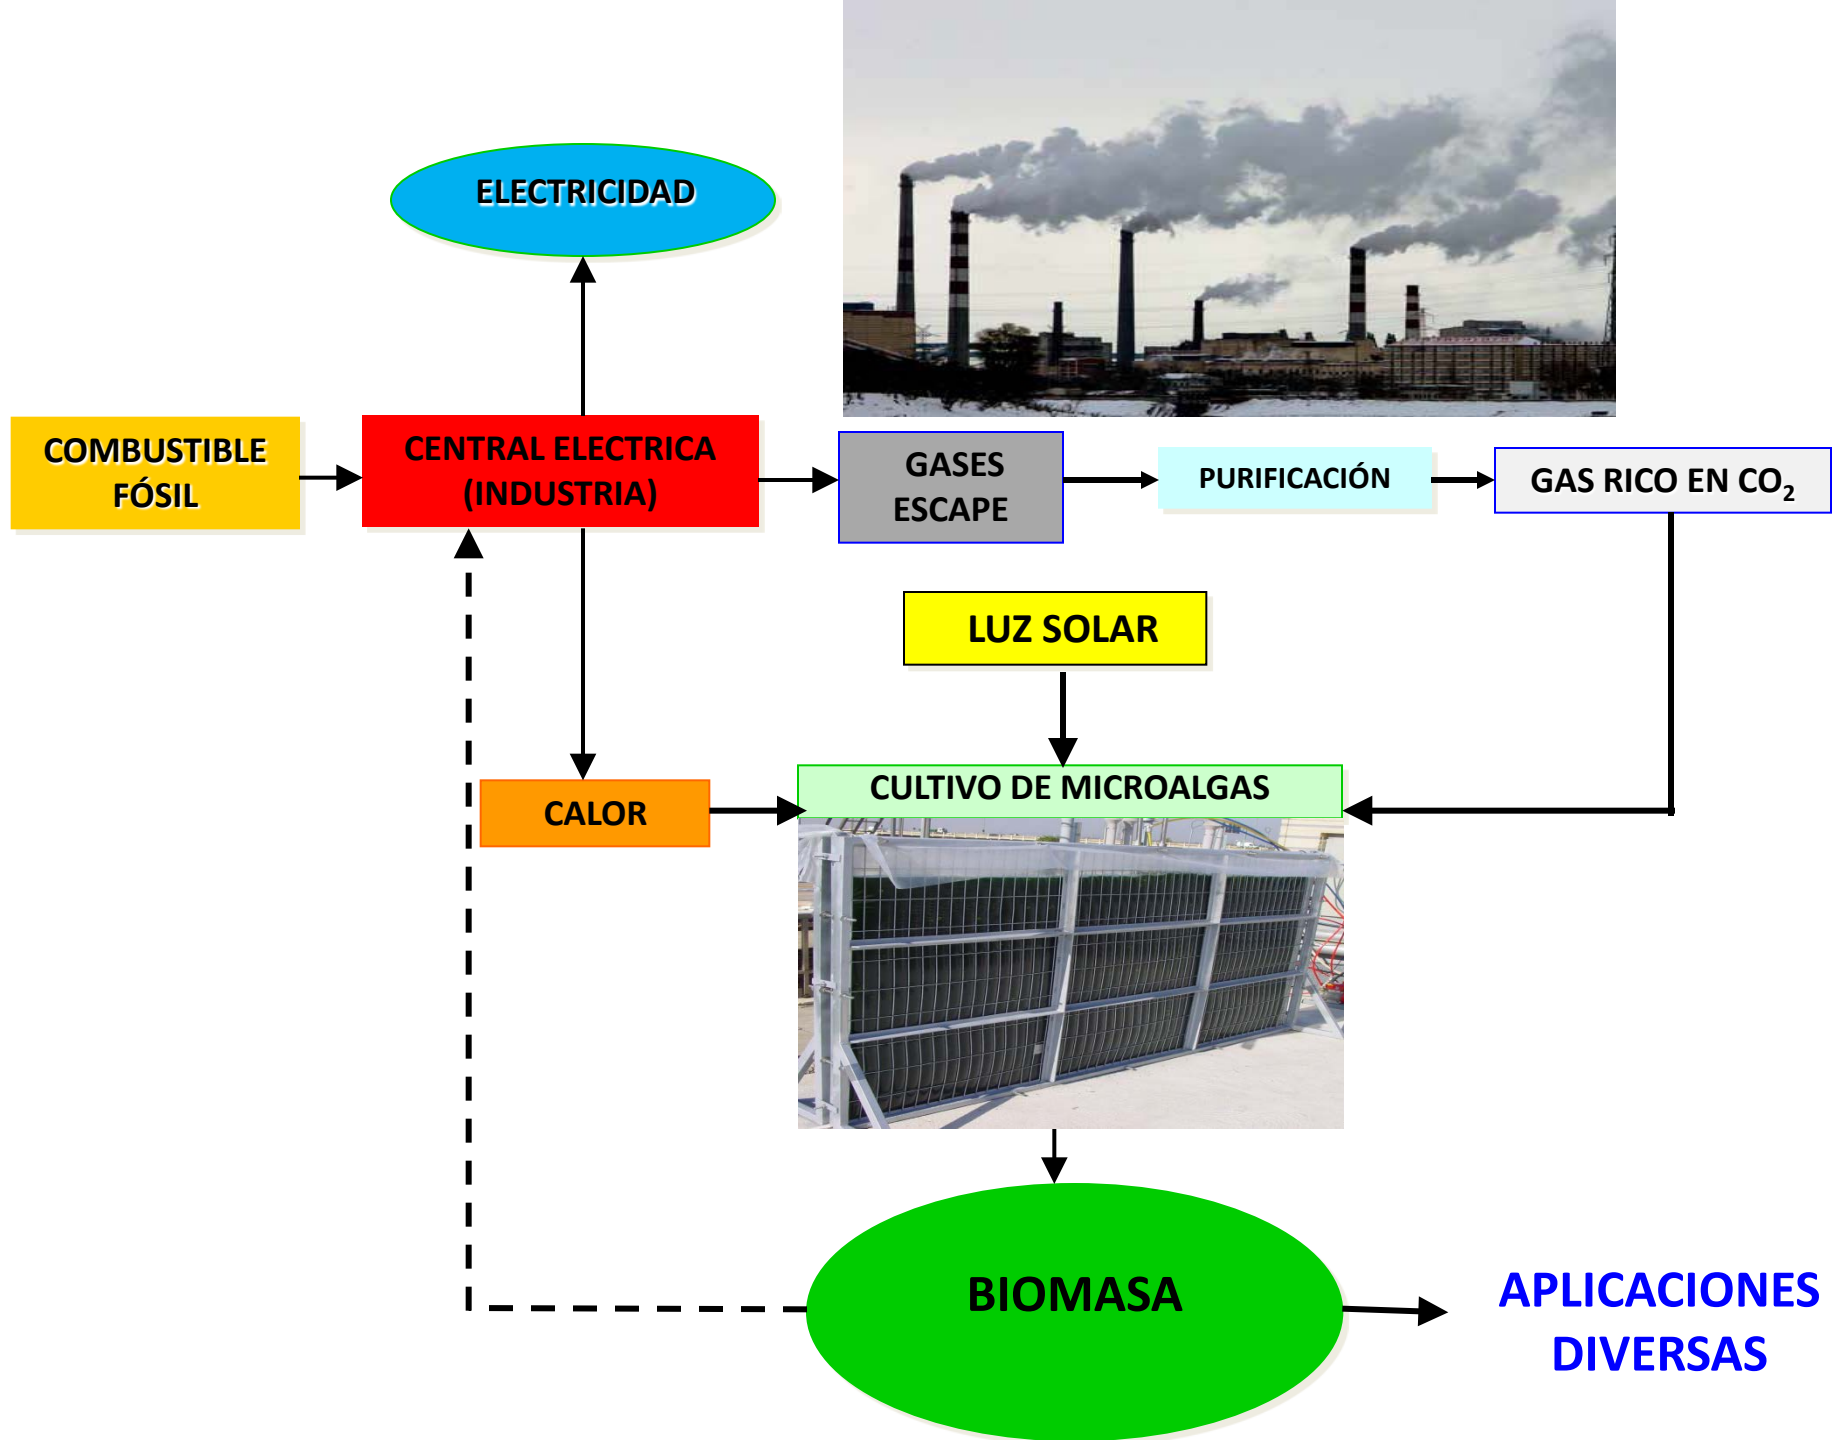 ELECTRICIDAD
COMBUSTIBLE
FÓSIL
CENTRAL ELECTRICA
(INDUSTRIA)
GASES
ESCAPE
PURIFICACIÓN
GAS RICO EN CO₂
LUZ SOLAR
CULTIVO DE MICROALGAS
CALOR
BIOMASA
APLICACIONES
DIVERSAS